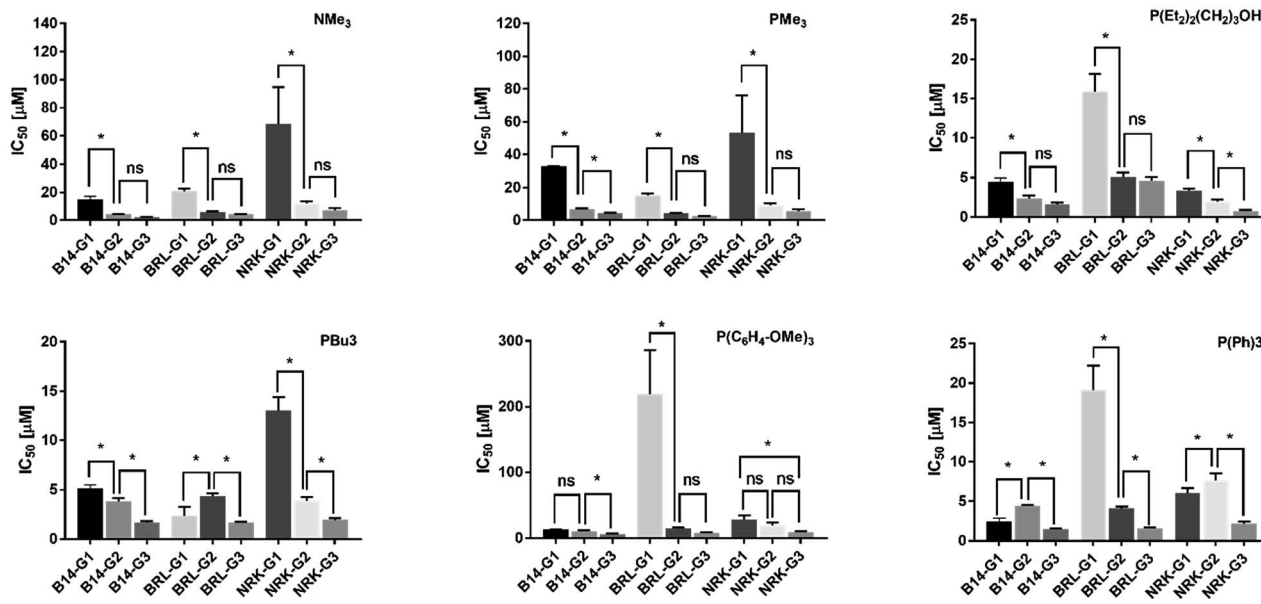 NMe3
IC50 [µM]
140
120
100
80
60
40
20
0
* * * ns ns ns
B14-G1 B14-G2 B14-G3 BRL-G1 BRL-G2 BRL-G3 NRK-G1 NRK-G2 NRK-G3
PMe3
IC50 [µM]
120
100
80
60
40
20
0
* * * ns * ns
B14-G1 B14-G2 B14-G3 BRL-G1 BRL-G2 BRL-G3 NRK-G1 NRK-G2 NRK-G3
P(Et2)2(CH2)3OH
IC50 [µM]
25
20
15
10
5
0
* ns * ns * *
B14-G1 B14-G2 B14-G3 BRL-G1 BRL-G2 BRL-G3 NRK-G1 NRK-G2 NRK-G3
PBu3
IC50 [µM]
20
15
10
5
0
* * * * * *
B14-G1 B14-G2 B14-G3 BRL-G1 BRL-G2 BRL-G3 NRK-G1 NRK-G2 NRK-G3
P(C6H4-OMe)3
IC50 [µM]
300
200
100
0
ns * * ns * ns ns
B14-G1 B14-G2 B14-G3 BRL-G1 BRL-G2 BRL-G3 NRK-G1 NRK-G2 NRK-G3
P(Ph)3
IC50 [µM]
25
20
15
10
5
0
* * * * * *
B14-G1 B14-G2 B14-G3 BRL-G1 BRL-G2 BRL-G3 NRK-G1 NRK-G2 NRK-G3